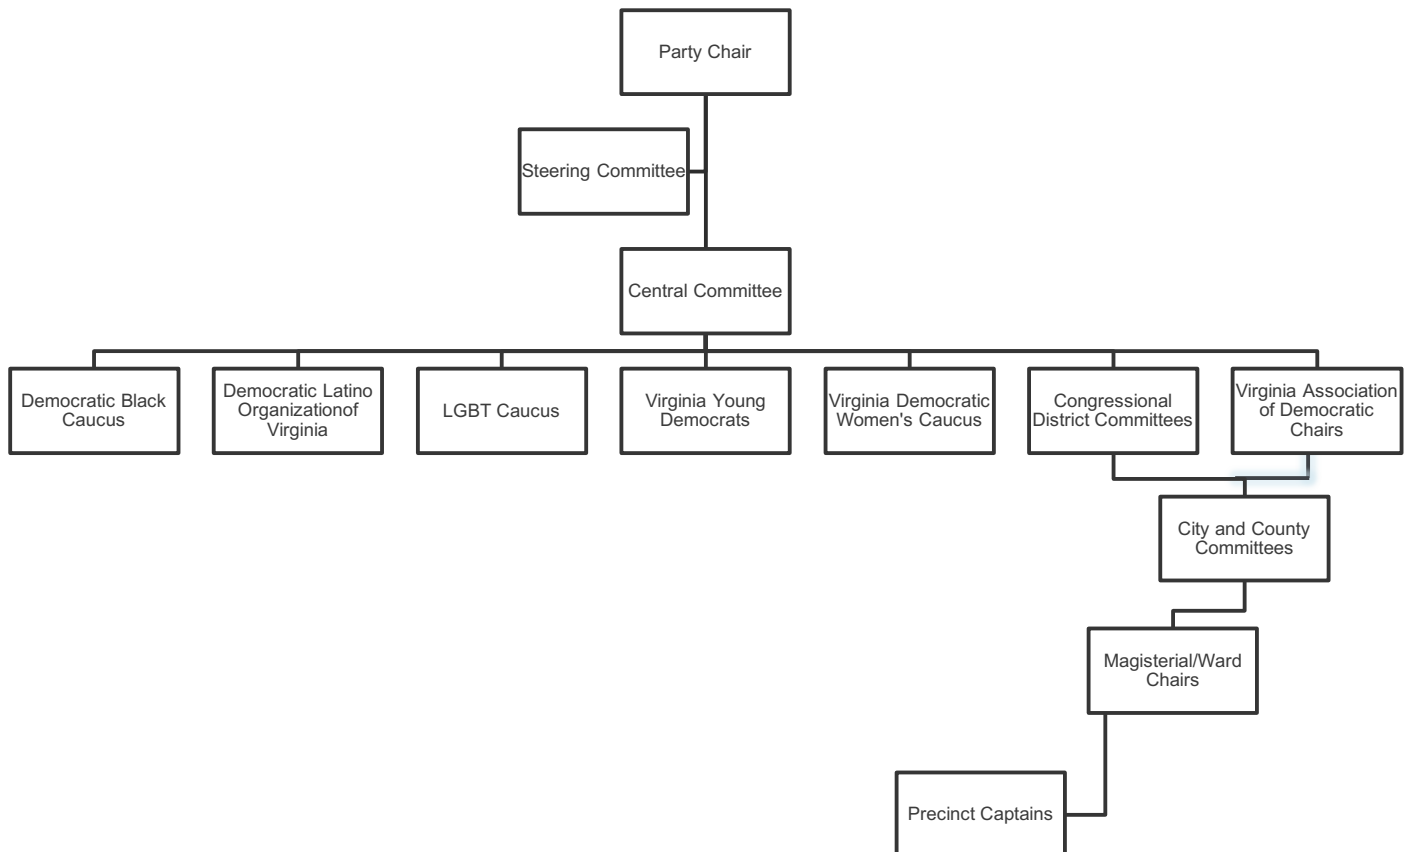 Party Chair
Steering Committee
Central Committee
Democratic Black
Caucus
Democratic Latino
Organizationof
Virginia
LGBT Caucus
Virginia Young
Democrats
Virginia Democratic
Women's Caucus
Congressional
District Committees
Virginia Association
of Democratic
Chairs
City and County
Committees
Magisterial/Ward
Chairs
Precinct Captains